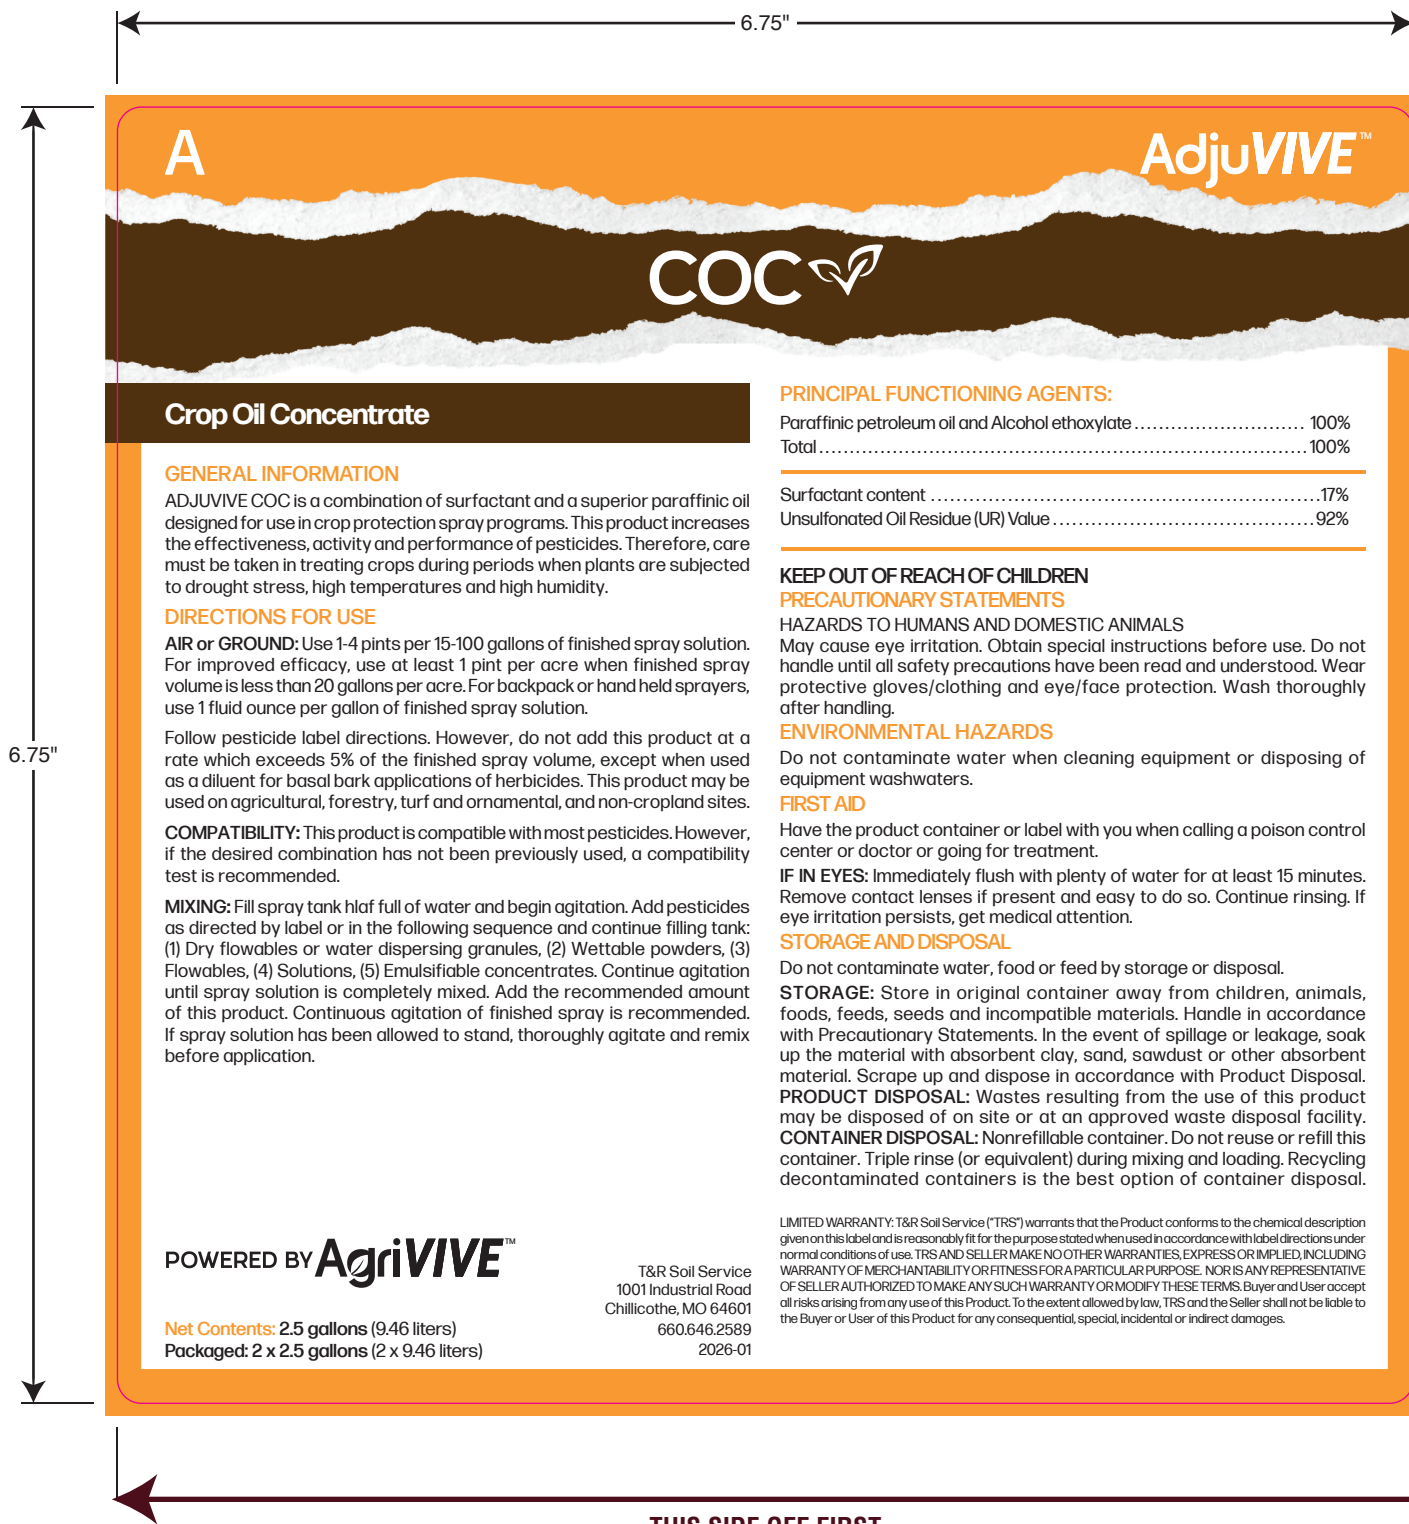 6.75"
A
AdjuVIVE™
COC
Crop Oil Concentrate
GENERAL INFORMATION
ADJUVIVE COC is a combination of surfactant and a superior paraffinic oil
designed for use in crop protection spray programs. This product increases
the effectiveness, activity and performance of pesticides. Therefore, care
must be taken in treating crops during periods when plants are subjected
to drought stress, high temperatures and high humidity.
DIRECTIONS FOR USE
AIR or GROUND: Use 1-4 pints per 15-100 gallons of finished spray solution.
For improved efficacy, use at least 1 pint per acre when finished spray
volume is less than 20 gallons per acre. For backpack or hand held sprayers,
use 1 fluid ounce per gallon of finished spray solution.
Follow pesticide label directions. However, do not add this product at a
rate which exceeds 5% of the finished spray volume, except when used
as a diluent for basal bark applications of herbicides. This product may be
used on agricultural, forestry, turf and ornamental, and non-cropland sites.
COMPATIBILITY: This product is compatible with most pesticides. However,
if the desired combination has not been previously used, a compatibility
test is recommended.
MIXING: Fill spray tank hlaf full of water and begin agitation. Add pesticides
as directed by label or in the following sequence and continue filling tank:
(1) Dry flowables or water dispersing granules, (2) Wettable powders, (3)
Flowables, (4) Solutions, (5) Emulsifiable concentrates. Continue agitation
until spray solution is completely mixed. Add the recommended amount
of this product. Continuous agitation of finished spray is recommended.
If spray solution has been allowed to stand, thoroughly agitate and remix
before application.
POWERED BY AgriVIVE™
Net Contents: 2.5 gallons (9.46 liters)
Packaged: 2 x 2.5 gallons (2 x 9.46 liters)
T&R Soil Service
1001 Industrial Road
Chillicothe, MO 64601
660.646.2589
2026-01
PRINCIPAL FUNCTIONING AGENTS:
Paraffinic petroleum oil and Alcohol ethoxylate ............................ 100%
Total ................................................................................ 100%
Surfactant content ................................................................ 17%
Unsulfonated Oil Residue (UR) Value ......................................... 92%
KEEP OUT OF REACH OF CHILDREN
PRECAUTIONARY STATEMENTS
HAZARDS TO HUMANS AND DOMESTIC ANIMALS
May cause eye irritation. Obtain special instructions before use. Do not
handle until all safety precautions have been read and understood. Wear
protective gloves/clothing and eye/face protection. Wash thoroughly
after handling.
ENVIRONMENTAL HAZARDS
Do not contaminate water when cleaning equipment or disposing of
equipment washwaters.
FIRST AID
Have the product container or label with you when calling a poison control
center or doctor or going for treatment.
IF IN EYES: Immediately flush with plenty of water for at least 15 minutes.
Remove contact lenses if present and easy to do so. Continue rinsing. If
eye irritation persists, get medical attention.
STORAGE AND DISPOSAL
Do not contaminate water, food or feed by storage or disposal.
STORAGE: Store in original container away from children, animals,
foods, feeds, seeds and incompatible materials. Handle in accordance
with Precautionary Statements. In the event of spillage or leakage, soak
up the material with absorbent clay, sand, sawdust or other absorbent
material. Scrape up and dispose in accordance with Product Disposal.
PRODUCT DISPOSAL: Wastes resulting from the use of this product
may be disposed of on site or at an approved waste disposal facility.
CONTAINER DISPOSAL: Nonrefillable container. Do not reuse or refill this
container. Triple rinse (or equivalent) during mixing and loading. Recycling
decontaminated containers is the best option of container disposal.
LIMITED WARRANTY: T&R Soil Service ("TRS") warrants that the Product conforms to the chemical description
given on this label and is reasonably fit for the purpose stated when used in accordance with label directions under
normal conditions of use. TRS AND SELLER MAKE NO OTHER WARRANTIES, EXPRESS OR IMPLIED, INCLUDING
WARRANTY OF MERCHANTABILITY OR FITNESS FOR A PARTICULAR PURPOSE. NOR IS ANY REPRESENTATIVE
OF SELLER AUTHORIZED TO MAKE ANY SUCH WARRANTY OR MODIFY THESE TERMS. Buyer and User accept
all risks arising from any use of this Product. To the extent allowed by law, TRS and the Seller shall not be liable to
the Buyer or User of this Product for any consequential, special, incidental or indirect damages.
6.75"
THIS SIDE OFF FIRST